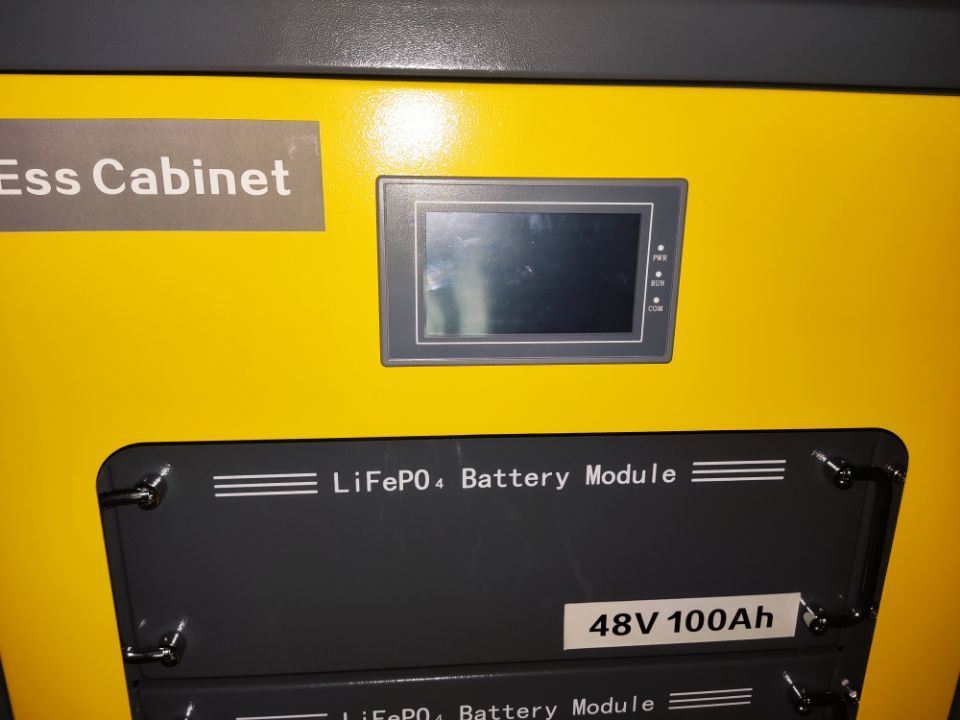 Ess Cabinet
PWR
RUN
COM
LiFePO₄ Battery Module
48V 100Ah
LiFePO₄ Battery Module